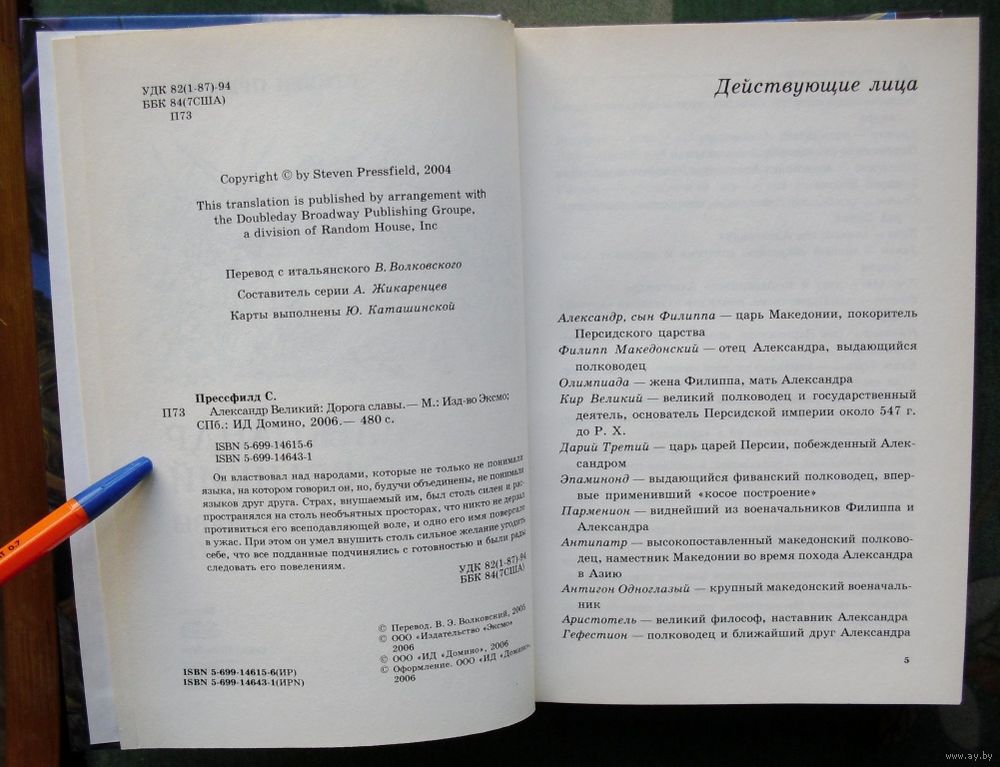 УДК 82(1-87)-94
ББК 84(7США)
П73
Copyright © by Steven Pressfield, 2004
This translation is published by arrangement with
the Doubleday Broadway Publishing Groupe,
a division of Random House, Inc
Перевод с итальянского В. Волковского
Составитель серии А. Жикаренцев
Карты выполнены Ю. Каташинской
Прессфилд С.
П73 Александр Великий: Дорога славы. — М.: Изд-во Эксмо;
СПб.: ИД Домино, 2006. — 480 с.
ISBN 5-699-14615-6
ISBN 5-699-14643-1
Он властвовал над народами, которые не только не понимали
языка, на котором говорил он, но, будучи объединены, не понимали
языков друг друга. Страх, внушаемый им, был столь силен и рас-
пространялся на столь необъятных просторах, что никто не дерзал
противиться его всеподавляющей воле, и одно его имя повергало
в ужас. При этом он умел внушить столь сильное желание угодить
себе, что все подданные подчинялись с готовностью и были рады
следовать его повелениям.
УДК 82(1-87)-94
ББК 84(7США)
© Перевод. В. Э. Волковский, 2005
© ООО «Издательство «Эксмо»
2006
© ООО «ИД «Домино», 2006
© Оформление. ООО «ИД «Домино»,
2006
ISBN 5-699-14615-6(ИР)
ISBN 5-699-14643-1(ИРN)
Действующие лица
Александр, сын Филиппа — царь Македонии, покоритель
Персидского царства
Филипп Македонский — отец Александра, выдающийся
полководец
Олимпиада — жена Филиппа, мать Александра
Кир Великий — великий полководец и государственный
деятель, основатель Персидской империи около 547 г.
до Р. Х.
Дарий Третий — царь царей Персии, побежденный Алек-
сандром
Эпаминонд — выдающийся фиванский полководец, впер-
вые применивший «косое построение»
Парменион — виднейший из военачальников Филиппа и
Александра
Антипатр — высокопоставленный македонский полково-
дец, наместник Македонии во время похода Александра
в Азию
Антигон Одноглазый — крупный македонский военачаль-
ник
Аристотель — великий философ, наставник Александра
Гефестион — полководец и ближайший друг Александра
5
0,7
www.ay.by